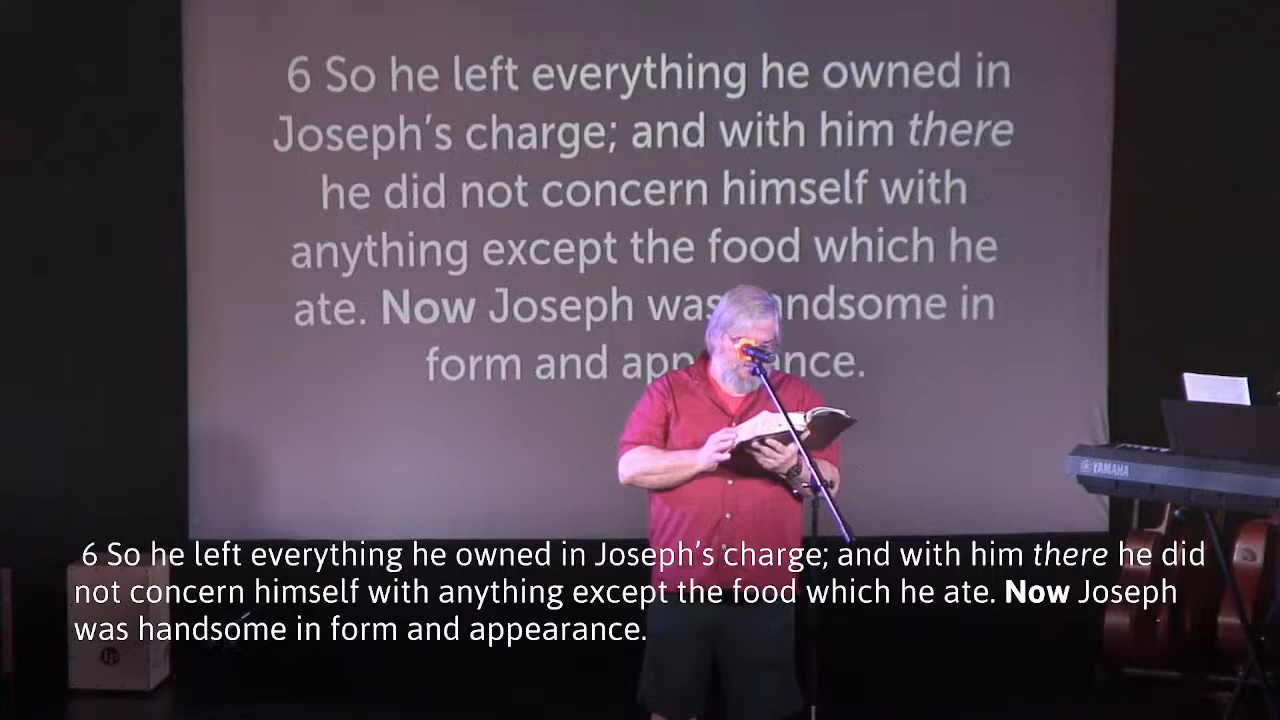 6 So he left everything he owned in
Joseph's charge; and with him there
he did not concern himself with
anything except the food which he
ate. Now Joseph was handsome in
form and appearance.
YAMAHA
6 So he left everything he owned in Joseph's charge; and with him there he did
not concern himself with anything except the food which he ate. Now Joseph
was handsome in form and appearance.